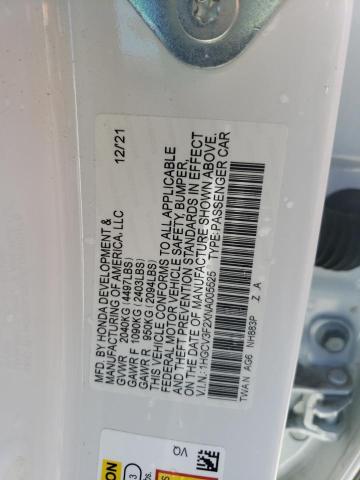 MFD. BY HONDA DEVELOPMENT &
MANUFACTURING OF AMERICA, LLC 12/21
GVWR 2040KG (4497LBS)
GAWR F 1090KG (2403LBS)
GAWR R 950KG (2094LBS)
THIS VEHICLE CONFORMS TO ALL APPLICABLE
FEDERAL MOTOR VEHICLE SAFETY, BUMPER,
AND THEFT PREVENTION STANDARDS IN EFFECT
ON THE DATE OF MANUFACTURE SHOWN ABOVE.
V.I.N.: 1HGCV3F2XNA005625 TYPE:PASSENGER CAR
TWAN AG6 NH883P Z A
VQ